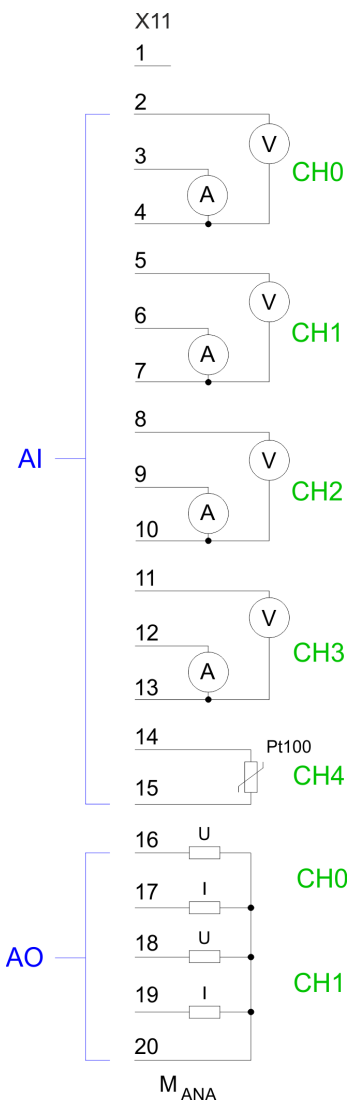 X11
1
2
V
CH0
3
A
4
5
V
CH1
6
A
7
8
V
AI
CH2
9
A
10
11
V
CH3
12
A
13
14
Pt100
CH4
15
16
U
CH0
17
I
18
U
AO
CH1
19
I
20
M ANA